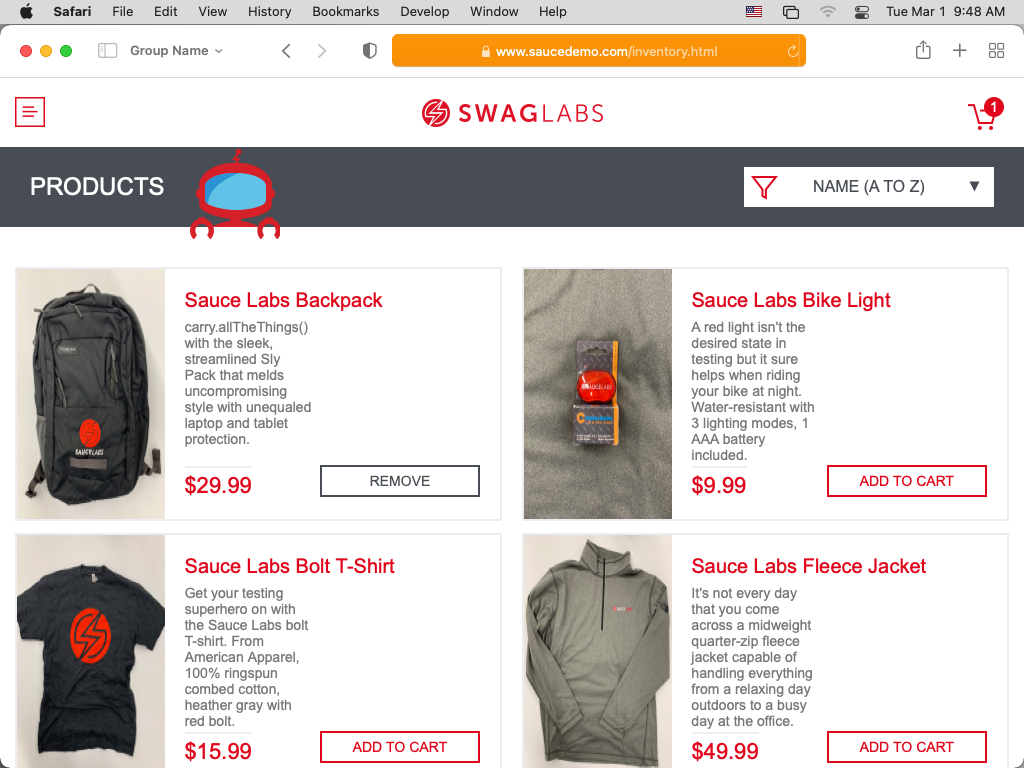 Safari File Edit View History Bookmarks Develop Window Help Tue Mar 1 9:48 AM
Group Name www.saucedemo.com/inventory.html
SWAGLABS 1
PRODUCTS NAME (A TO Z)
Sauce Labs Backpack
carry.allTheThings()
with the sleek,
streamlined Sly
Pack that melds
uncompromising
style with unequaled
laptop and tablet
protection.
$29.99 REMOVE
SAUCELABS
Sauce Labs Bike Light
A red light isn't the
desired state in
testing but it sure
helps when riding
your bike at night.
Water-resistant with
3 lighting modes, 1
AAA battery
included.
$9.99 ADD TO CART
SAUCELABS
Sauce Labs Bolt T-Shirt
Get your testing
superhero on with
the Sauce Labs bolt
T-shirt. From
American Apparel,
100% ringspun
combed cotton,
heather gray with
red bolt.
$15.99 ADD TO CART
Sauce Labs Fleece Jacket
It's not every day
that you come
across a midweight
quarter-zip fleece
jacket capable of
handling everything
from a relaxing day
outdoors to a busy
day at the office.
$49.99 ADD TO CART